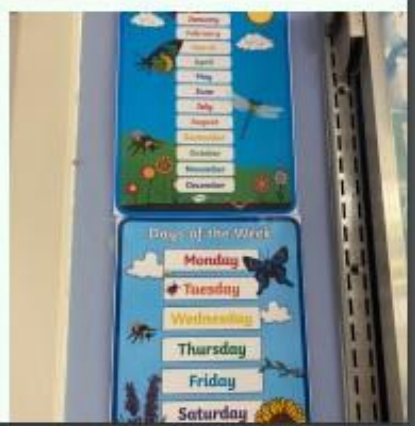 January
February
March
April
May
June
July
August
September
October
November
December
Days of the Week
Monday
Tuesday
Wednesday
Thursday
Friday
Saturday